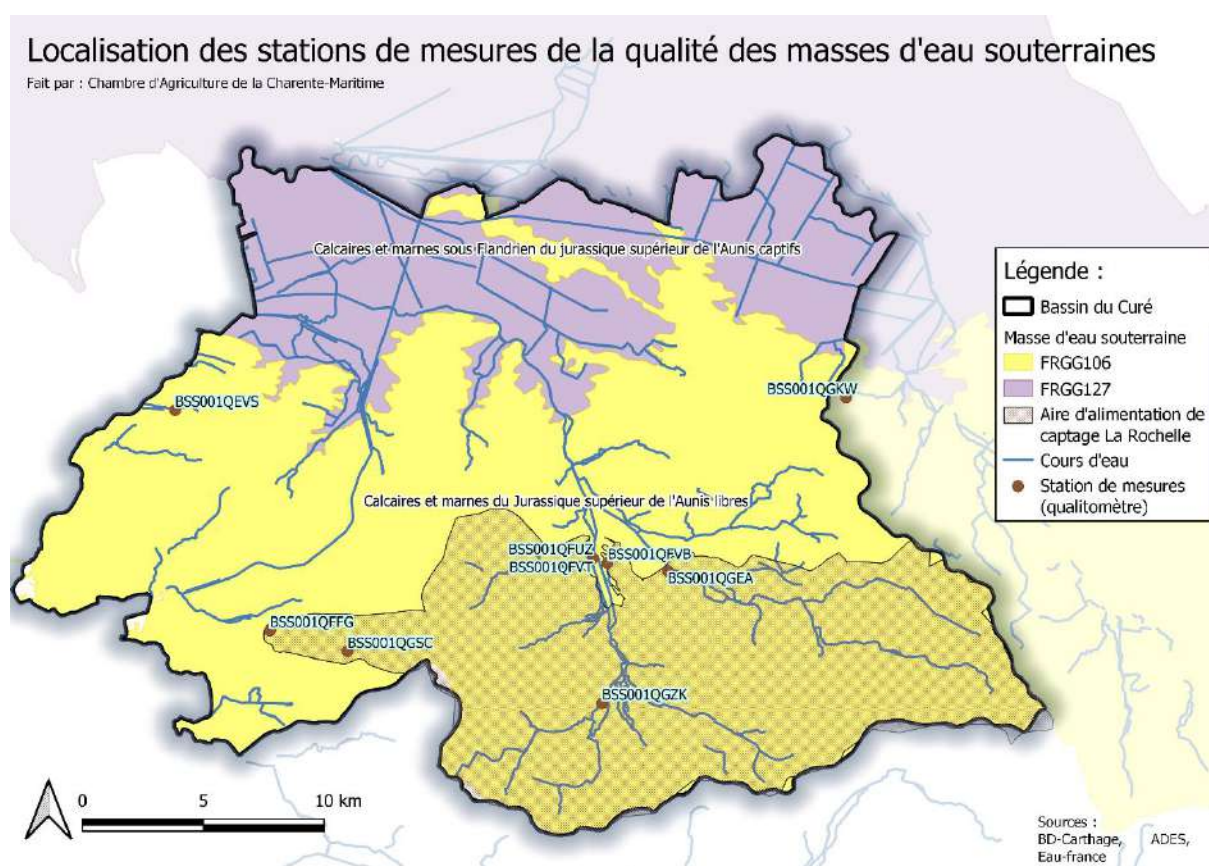 Localisation des stations de mesures de la qualité des masses d'eau souterraines
Fait par : Chambre d'Agriculture de la Charente-Maritime
Calcaires et marnes sous Flandrien du jurassique supérieur de l'Aunis captifs
Légende :
Bassin du Curé
Masse d'eau souterraine
FRGG106
FRGG127
Aire d'alimentation de
captage La Rochelle
Cours d'eau
Station de mesures
(qualitomètre)
BSS001QGKW
BSS001QEVS
Calcaires et marnes du Jurassique supérieur de l'Aunis libres
BSS001QFUZ
BSS001QFVB
BSS001QFVT
BSS001QGEA
BSS001QFFG
BSS001QGSC
BSS001QGZK
0 5 10 km
Sources :
BD-Carthage, ADES,
Eau-france